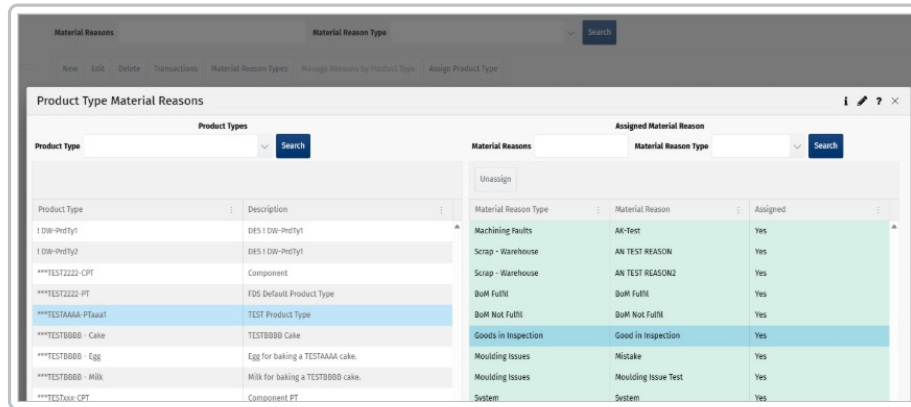 Material Reasons Material Reason Type Search
New Edit Delete Transactions Material Reason Types Manage Reasons by Product Type Assign Product Type
Product Type Material Reasons i ?
Product Types Assigned Material Reason
Product Type Search Material Reasons Material Reason Type Search
Unassign
Product Type Description Material Reason Type Material Reason Assigned
! DW-PrdTy1 DES ! DW-PrdTy1 Machining Faults AK-Test Yes
! DW-PrdTy2 DES ! DW-PrdTy1 Scrap - Warehouse AN TEST REASON Yes
***TEST2222-CPT Component Scrap - Warehouse AN TEST REASON2 Yes
***TEST2222-PT FDS Default Product Type BoM Fulfil BoM Fulfil Yes
***TESTAAAA-PTaaa1 TEST Product Type BoM Not Fulfil BoM Not Fulfil Yes
***TESTBBBB - Cake TESTBBBB Cake Goods in Inspection Good in Inspection Yes
***TESTBBBB - Egg Egg for baking a TESTAAAA cake. Moulding Issues Mistake Yes
***TESTBBBB - Milk Milk for baking a TESTBBBB cake. Moulding Issues Moulding Issue Test Yes
***TESTxxx-CPT Component PT System System Yes